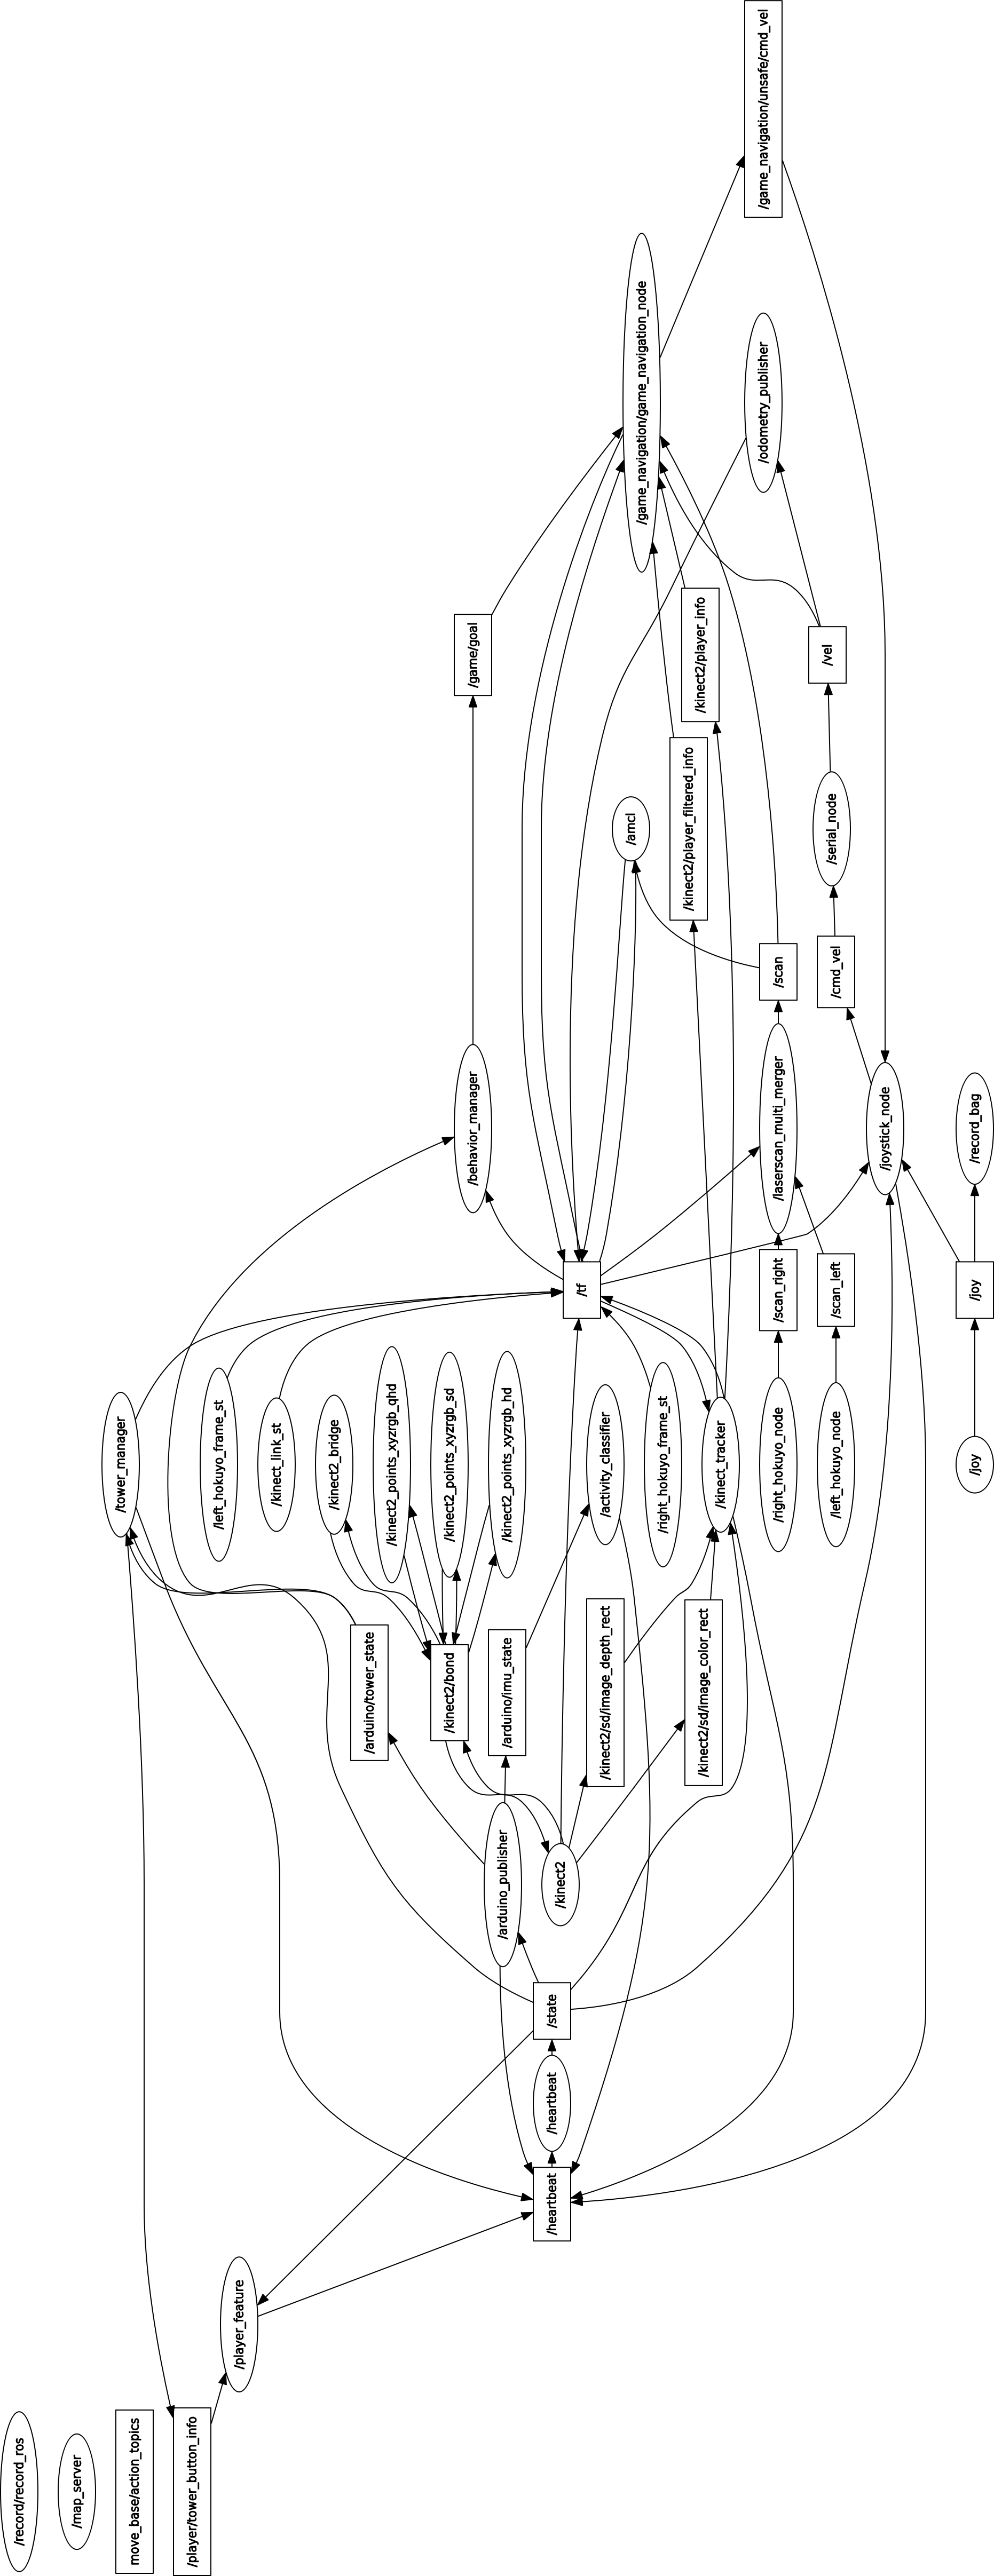 /record/record_ros
/map_server
move_base/action_topics
/player/tower_button_info
/player_feature
/heartbeat
/heartbeat
/state
/arduino_publisher
/kinect2
/arduino/tower_state
/kinect2/bond
/arduino/imu_state
/kinect2/sd/image_depth_rect
/kinect2/sd/image_color_rect
/tower_manager
/left_hokuyo_frame_st
/kinect_link_st
/kinect2_bridge
/kinect2_points_xyzrgb_qhd
/kinect2_points_xyzrgb_sd
/kinect2_points_xyzrgb_hd
/activity_classifier
/right_hokuyo_frame_st
/kinect_tracker
/right_hokuyo_node
/left_hokuyo_node
/joy
/tf
/scan_right
/scan_left
/joy
/behavior_manager
/laserscan_multi_merger
/joystick_node
/record_bag
/scan
/cmd_vel
/amcl
/kinect2/player_filtered_info
/serial_node
/game/goal
/kinect2/player_info
/vel
/game_navigation/game_navigation_node
/odometry_publisher
/game_navigation/unsafe/cmd_vel